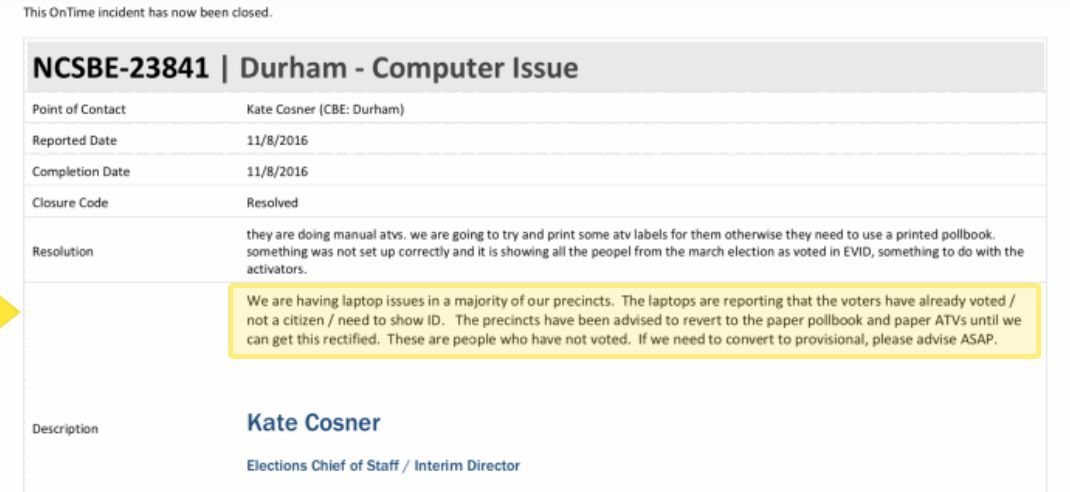 This OnTime incident has now been closed.
NCSBE-23841 | Durham - Computer Issue
Point of Contact Kate Cosner (CBE: Durham)
Reported Date 11/8/2016
Completion Date 11/8/2016
Closure Code Resolved
Resolution
they are doing manual atvs. we are going to try and print some atv labels for them otherwise they need to use a printed pollbook.
something was not set up correctly and it is showing all the peopel from the march election as voted in EVID, something to do with the
activators.
We are having laptop issues in a majority of our precincts. The laptops are reporting that the voters have already voted /
not a citizen / need to show ID. The precincts have been advised to revert to the paper pollbook and paper ATVs until we
can get this rectified. These are people who have not voted. If we need to convert to provisional, please advise ASAP.
Description
Kate Cosner
Elections Chief of Staff / Interim Director